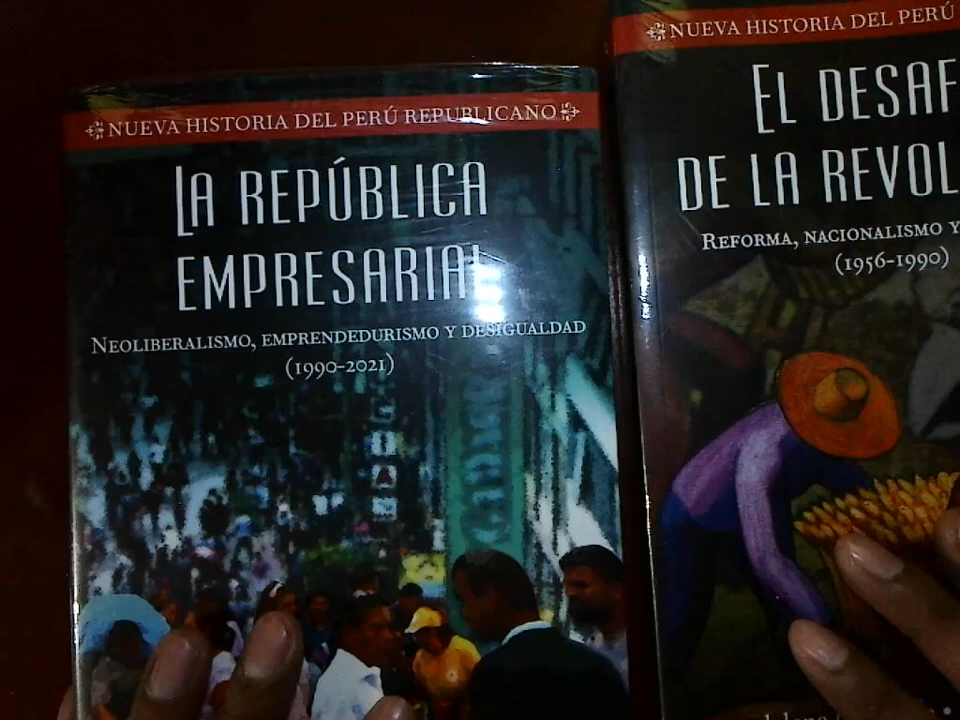 NUEVA HISTORIA DEL PERÚ REPUBLICANO
LA REPÚBLICA
EMPRESARIAL
NEOLIBERALISMO, EMPRENDEDURISMO Y DESIGUALDAD
(1990-2021)
NUEVA HISTORIA DEL PERÚ
EL DESAF
DE LA REVOL
REFORMA, NACIONALISMO Y
(1956-1990)